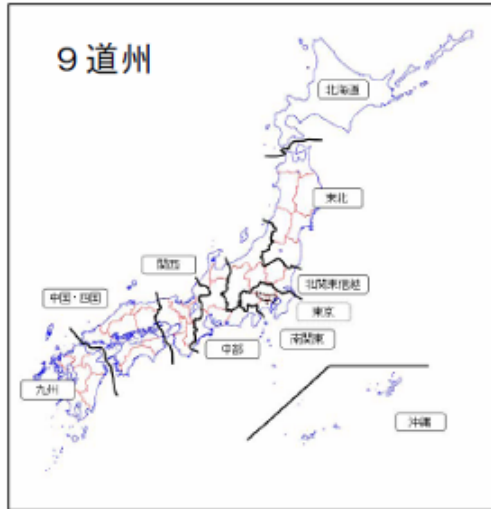 9道州
北海道
東北
関西
北関東信越
中国・四国
東京
南関東
中部
九州
沖縄